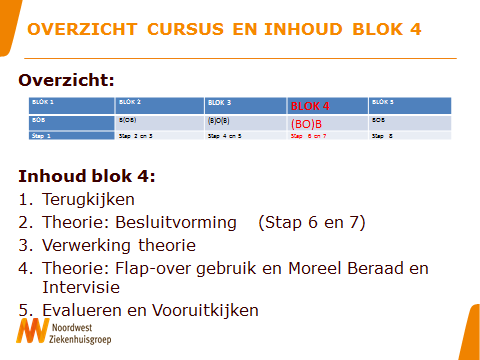 OVERZICHT CURSUS EN INHOUD BLOK 4
Overzicht:
BLOK 1 BLOK 2 BLOK 3 BLOK 4 BLOK 5
BOB B(OB) (B)O(B) (BO)B BOB
Stap 1 Stap 2 en 3 Stap 4 en 5 Stap 6 en 7 Stap 8
Inhoud blok 4:
1. Terugkijken
2. Theorie: Besluitvorming (Stap 6 en 7)
3. Verwerking theorie
4. Theorie: Flap-over gebruik en Moreel Beraad en
Intervisie
5. Evalueren en Vooruitkijken
Noordwest
Ziekenhuisgroep